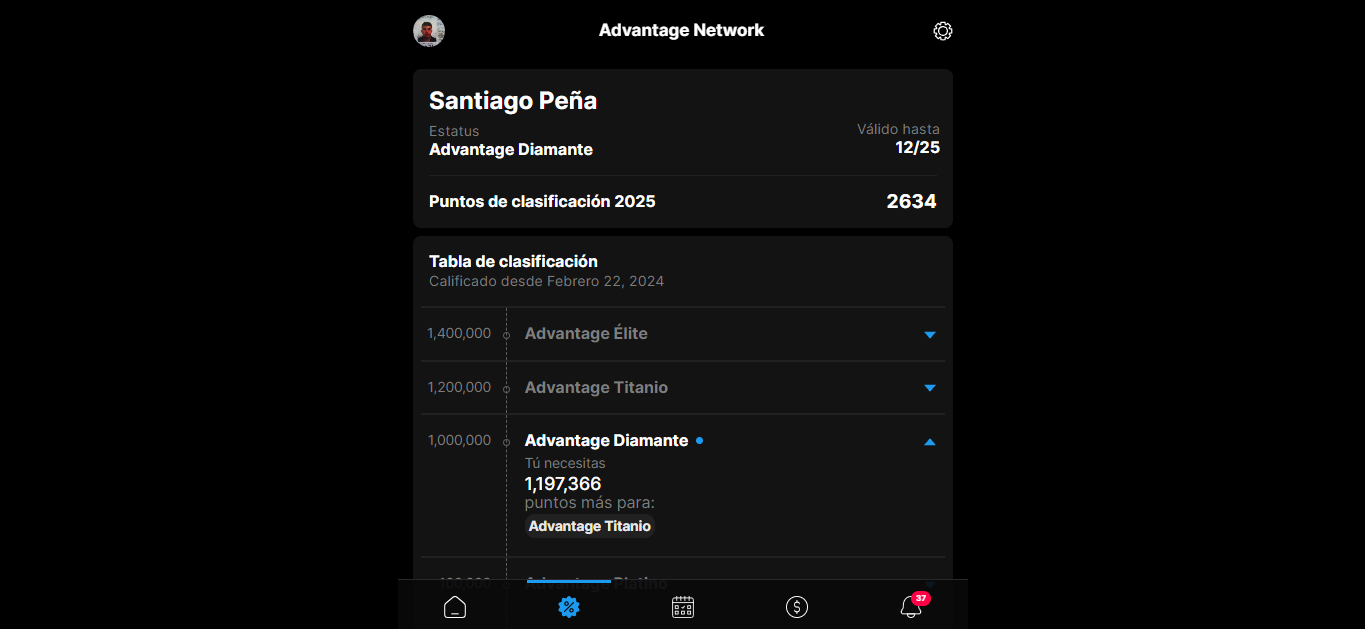 Advantage Network
Santiago Peña
Estatus
Válido hasta
Advantage Diamante
12/25
Puntos de clasificación 2025
2634
Tabla de clasificación
Calificado desde Febrero 22, 2024
1,400,000
Advantage Élite
1,200,000
Advantage Titanio
1,000,000
Advantage Diamante
Tú necesitas
1,197,366
puntos más para:
Advantage Titanio
400,000
Advantage Platino
37